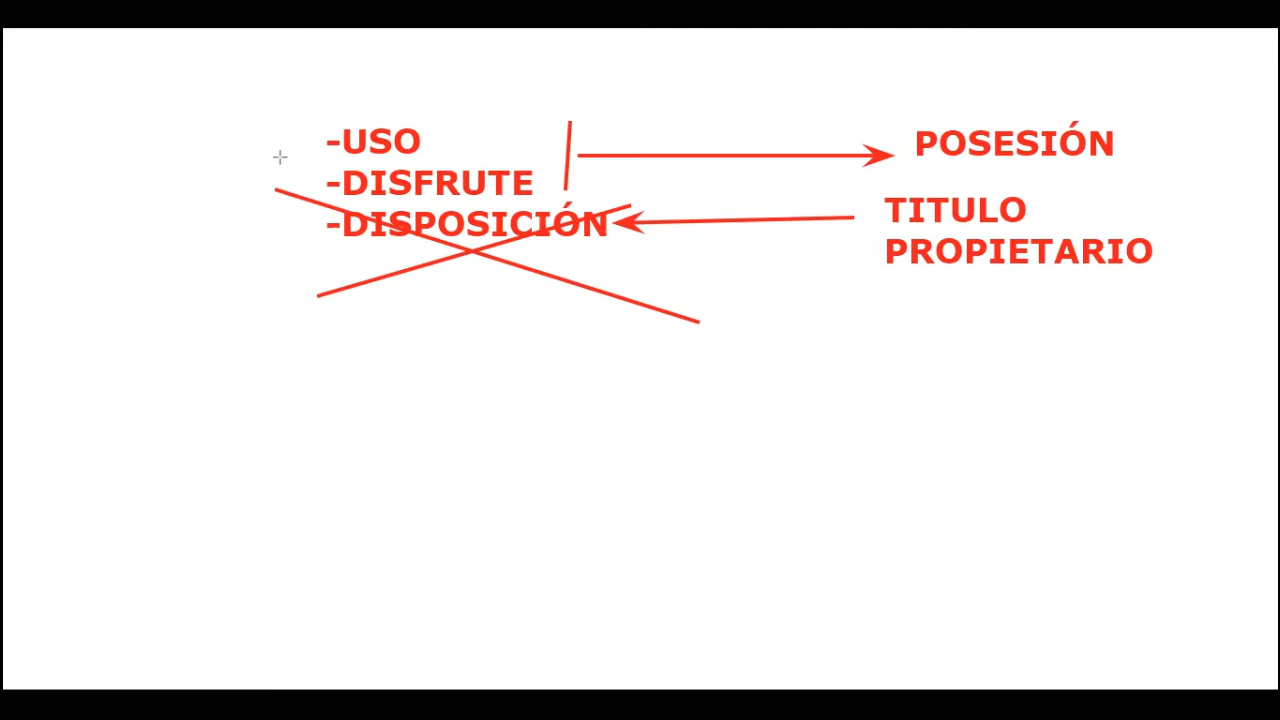 -USO
-DISFRUTE
-DISPOSICIÓN
POSESIÓN
TITULO
PROPIETARIO